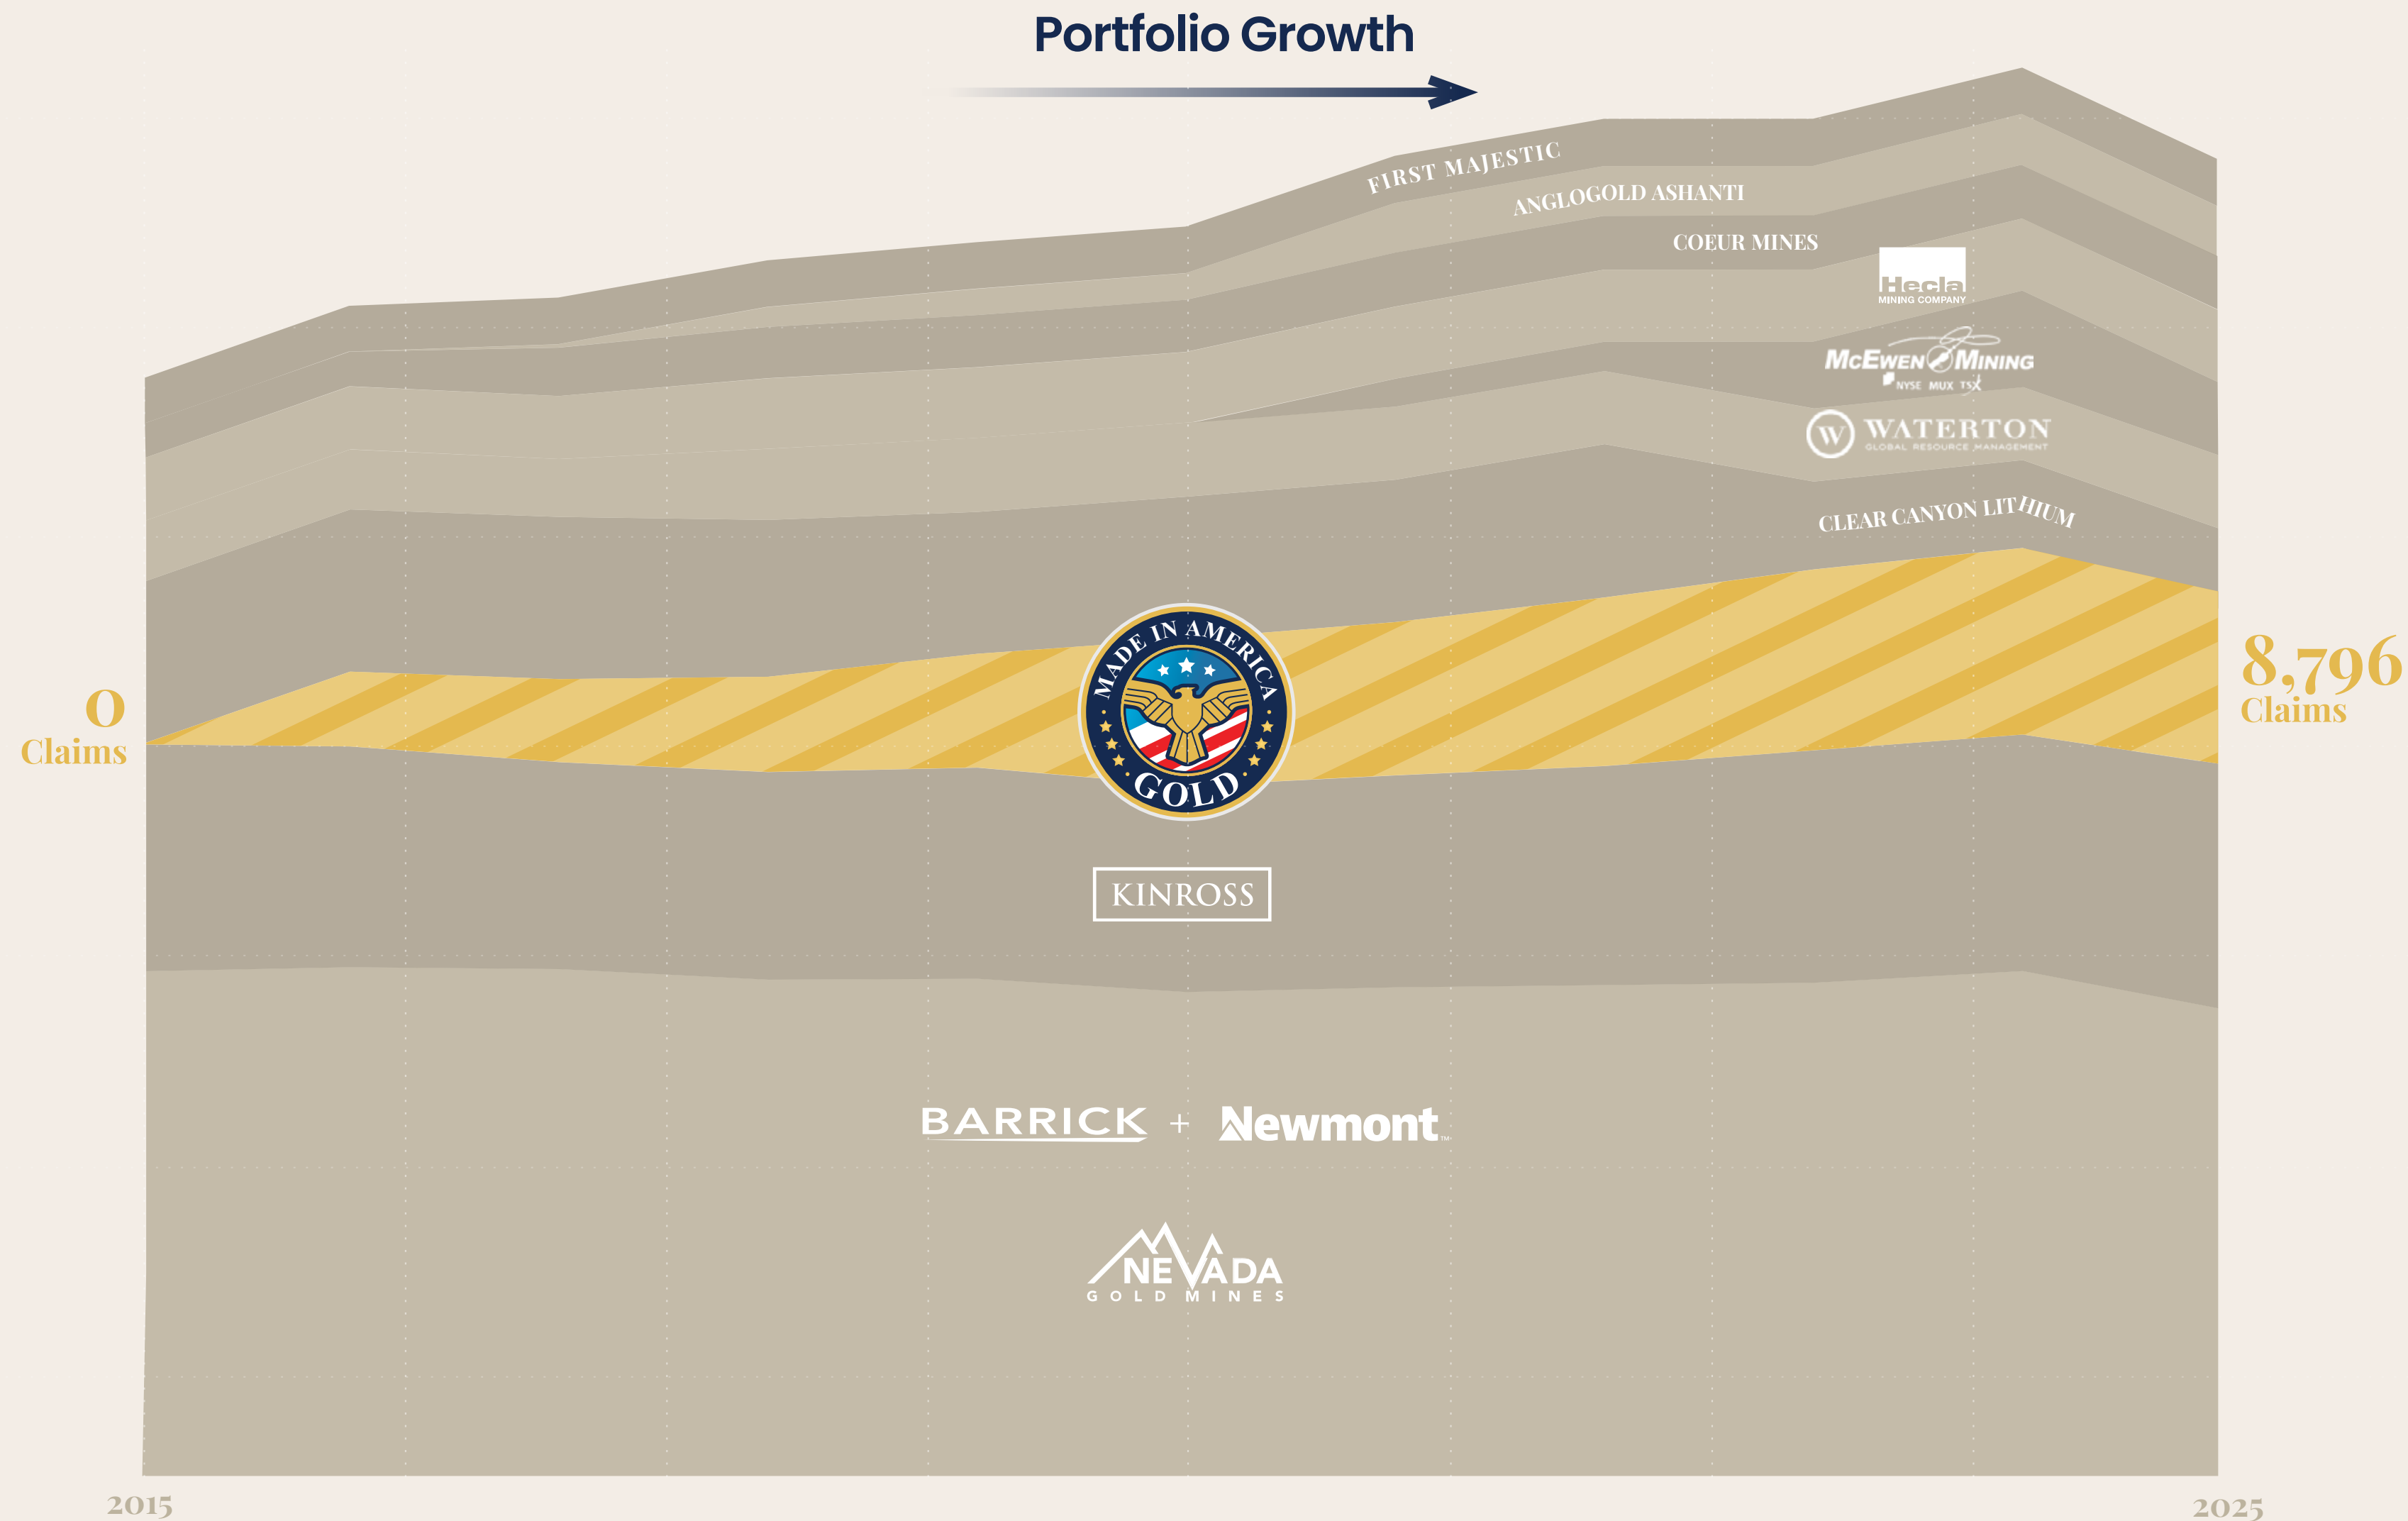 Portfolio Growth
FIRST MAJESTIC
ANGLOGOLD ASHANTI
COEUR MINES
Hecla
MINING COMPANY
McEWEN MINING
NYSE MUX TSX
W WATERTON
GLOBAL RESOURCE MANAGEMENT
CLEAR CANYON LITHIUM
MADE IN AMERICA
GOLD
0
Claims
8,796
Claims
KINROSS
BARRICK + Newmont™
NEVADA
GOLD MINES
2015
2025